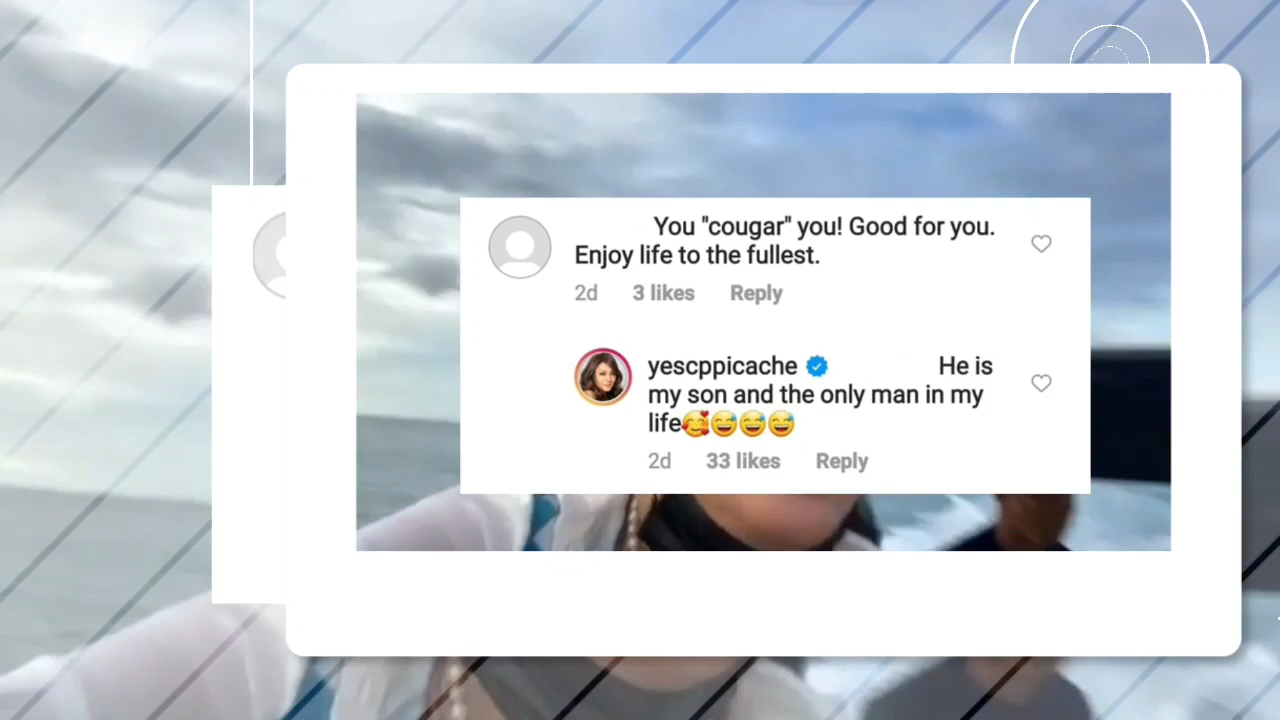 You "cougar" you! Good for you.
Enjoy life to the fullest.
2d 3 likes Reply
yescppicache He is
my son and the only man in my
life🥰😅😅😅
2d 33 likes Reply